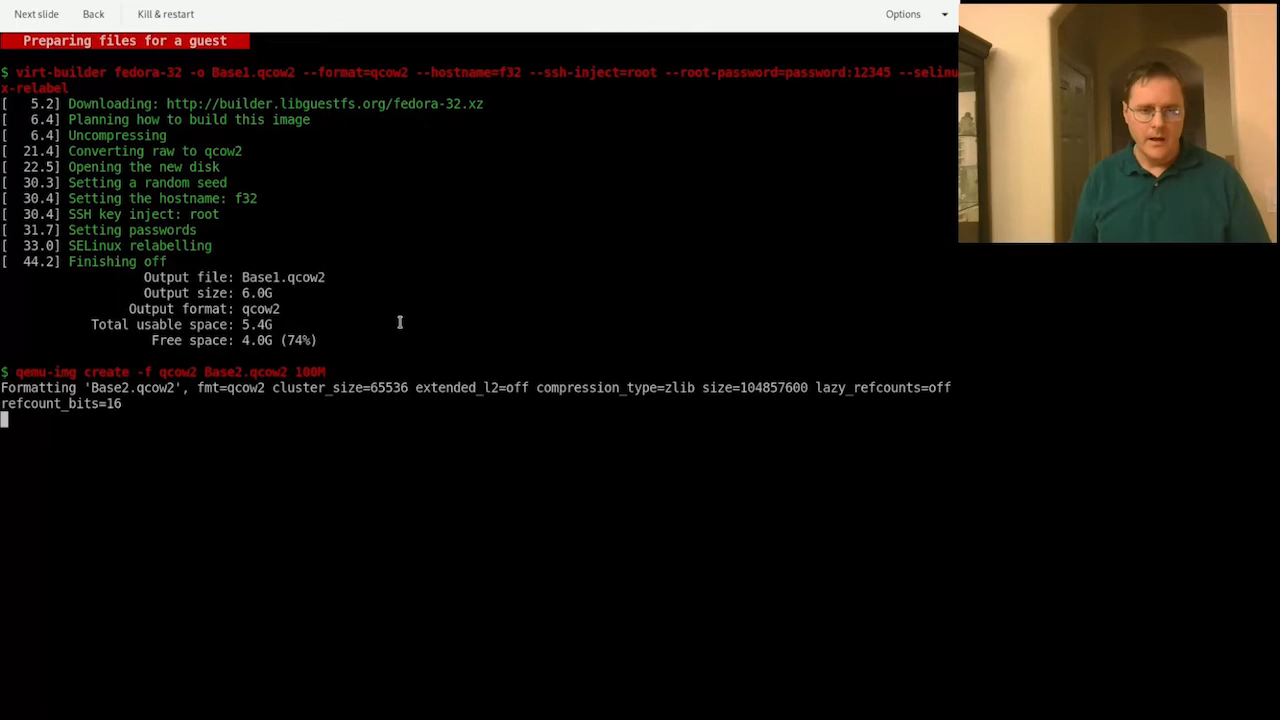 Next slide Back Kill & restart Options
Preparing files for a guest
$ virt-builder fedora-32 -o Base1.qcow2 --format=qcow2 --hostname=f32 --ssh-inject=root --root-password=password:12345 --selinu
x-relabel
[ 5.2] Downloading: http://builder.libguestfs.org/fedora-32.xz
[ 6.4] Planning how to build this image
[ 6.4] Uncompressing
[ 21.4] Converting raw to qcow2
[ 22.5] Opening the new disk
[ 30.3] Setting a random seed
[ 30.4] Setting the hostname: f32
[ 30.4] SSH key inject: root
[ 31.7] Setting passwords
[ 33.0] SELinux relabelling
[ 44.2] Finishing off
Output file: Base1.qcow2
Output size: 6.0G
Output format: qcow2
Total usable space: 5.4G
Free space: 4.0G (74%)
$ qemu-img create -f qcow2 Base2.qcow2 100M
Formatting 'Base2.qcow2', fmt=qcow2 cluster_size=65536 extended_l2=off compression_type=zlib size=104857600 lazy_refcounts=off
refcount_bits=16